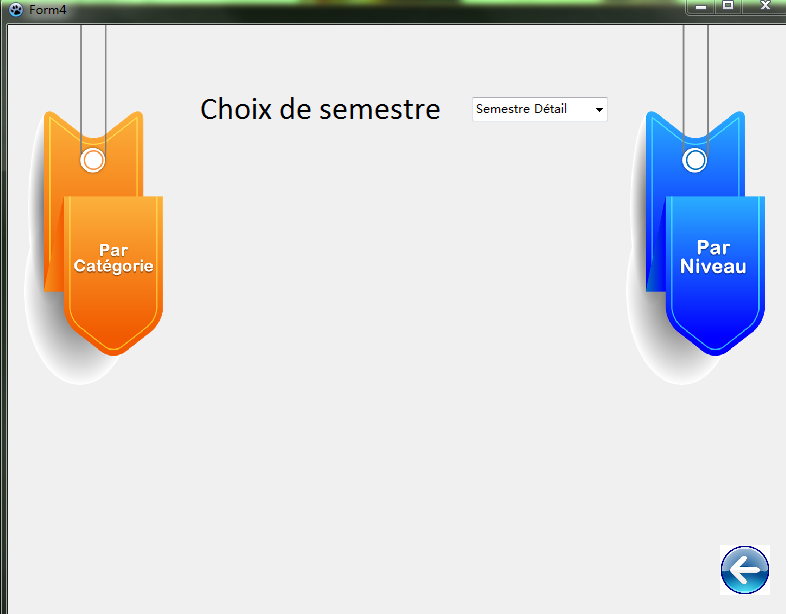 Form4
Choix de semestre
Semestre Détail
Par
Catégorie
Par
Niveau